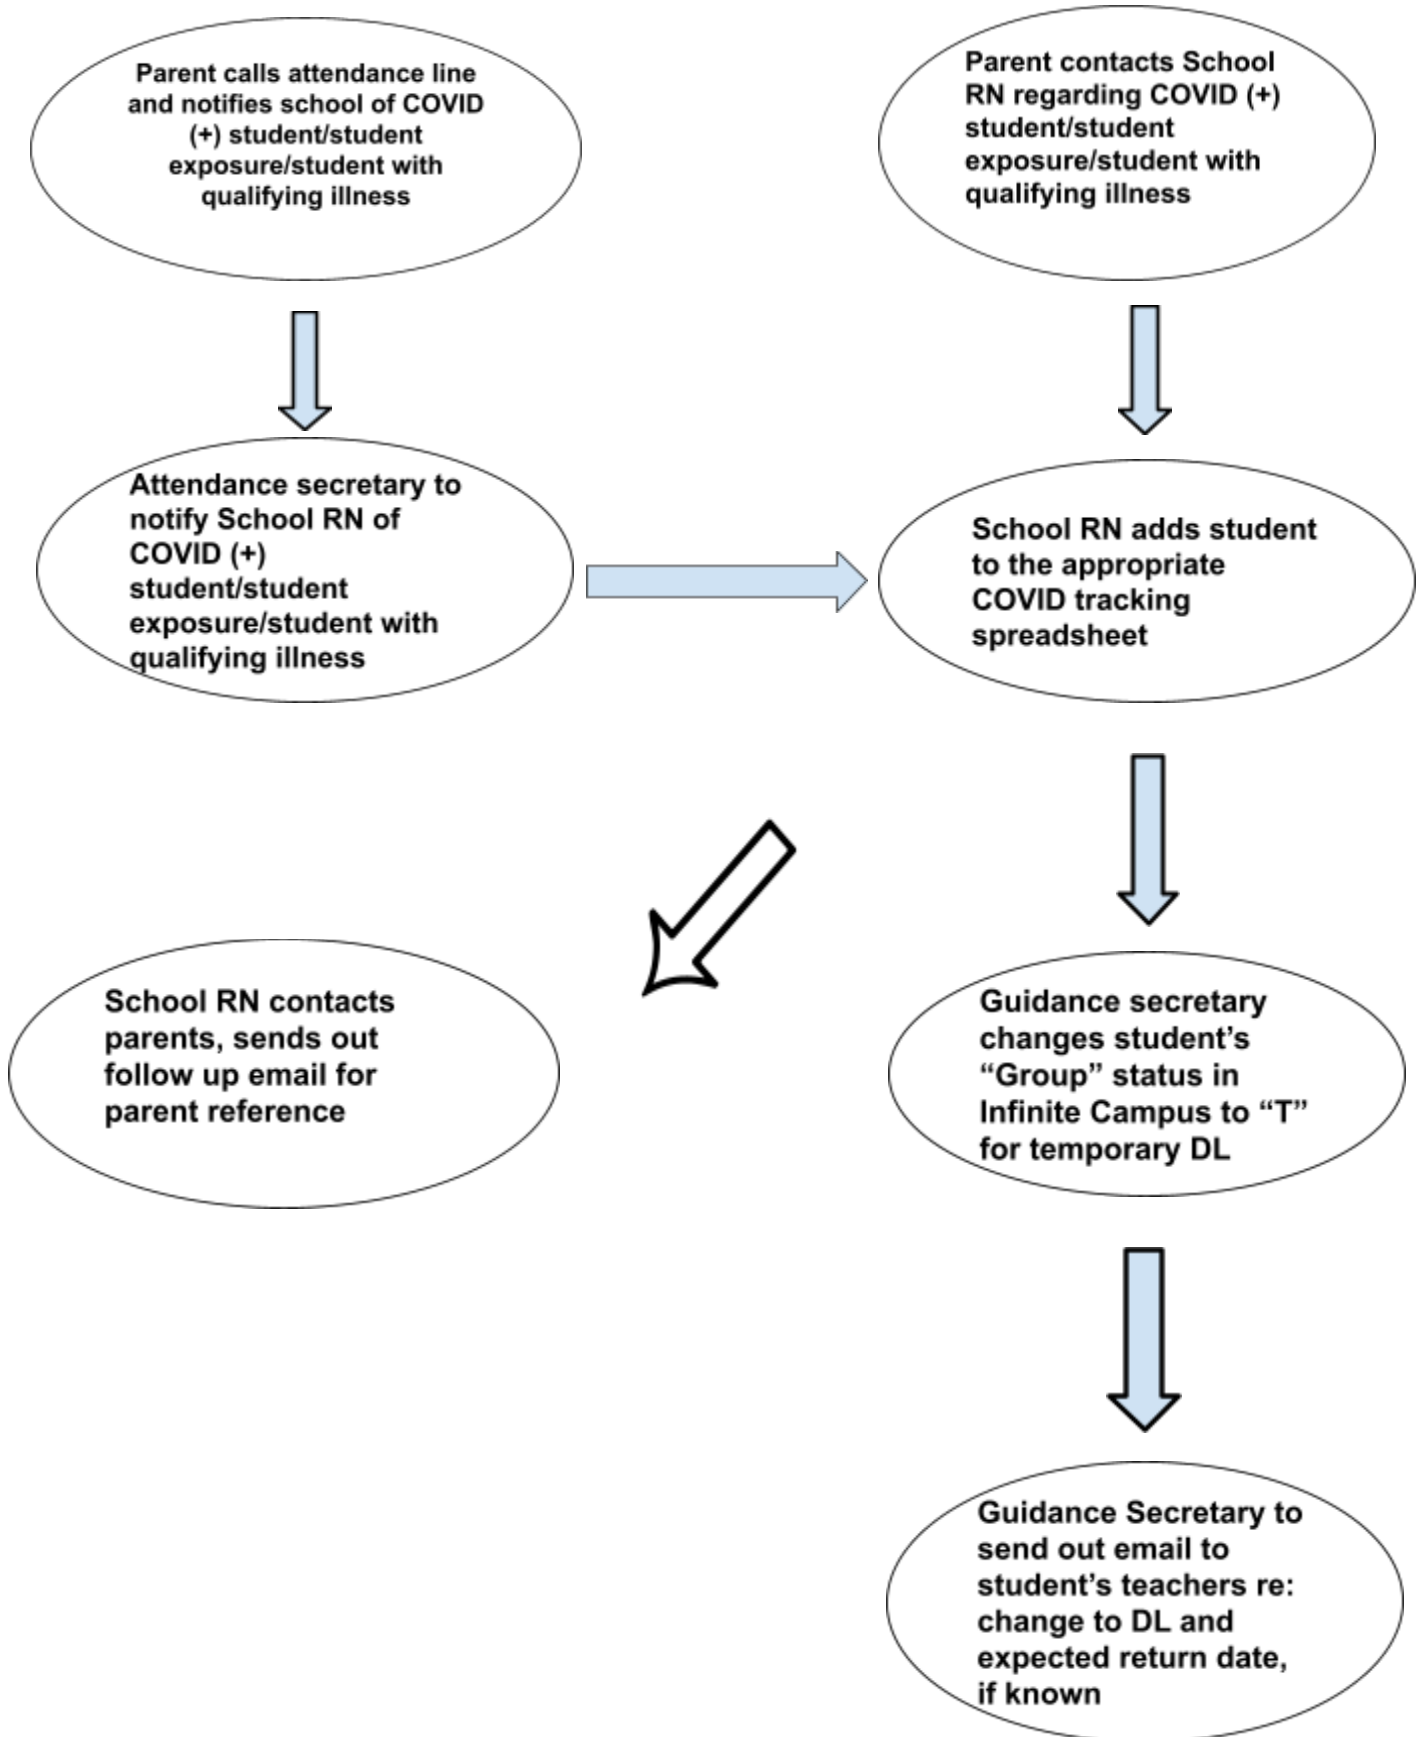 Parent calls attendance line
and notifies school of COVID
(+) student/student
exposure/student with
qualifying illness
Parent contacts School
RN regarding COVID (+)
student/student
exposure/student with
qualifying illness
Attendance secretary to
notify School RN of
COVID (+)
student/student
exposure/student with
qualifying illness
School RN adds student
to the appropriate
COVID tracking
spreadsheet
School RN contacts
parents, sends out
follow up email for
parent reference
Guidance secretary
changes student’s
“Group” status in
Infinite Campus to “T”
for temporary DL
Guidance Secretary to
send out email to
student’s teachers re:
change to DL and
expected return date,
if known